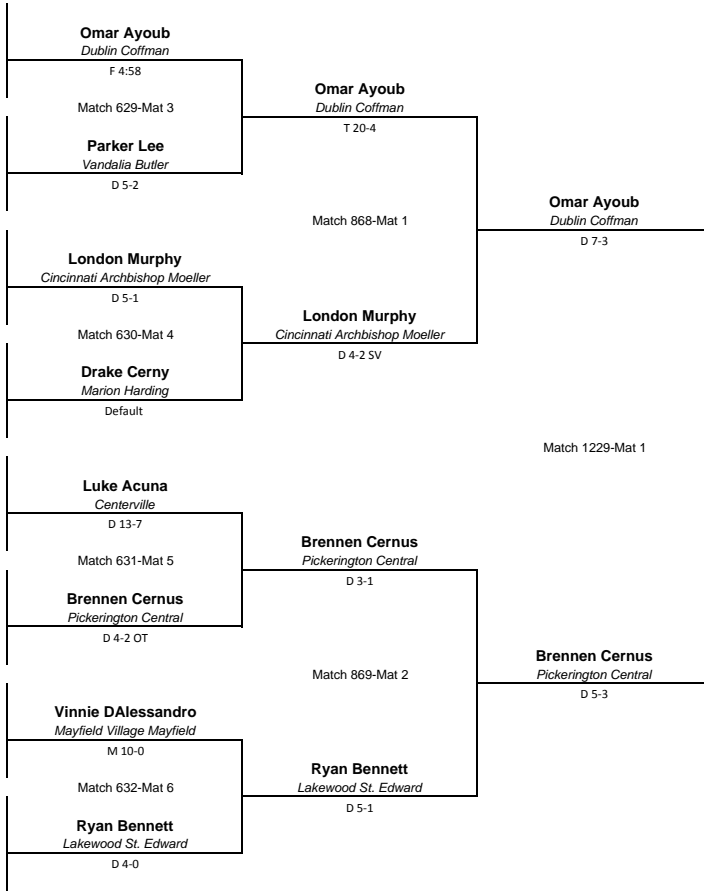 Omar Ayoub
Dublin Coffman
F 4:58
Match 629-Mat 3
Parker Lee
Vandalia Butler
D 5-2
London Murphy
Cincinnati Archbishop Moeller
D 5-1
Match 630-Mat 4
Drake Cerny
Marion Harding
Default
Luke Acuna
Centerville
D 13-7
Match 631-Mat 5
Brennen Cernus
Pickerington Central
D 4-2 OT
Vinnie DAlessandro
Mayfield Village Mayfield
M 10-0
Match 632-Mat 6
Ryan Bennett
Lakewood St. Edward
D 4-0
Omar Ayoub
Dublin Coffman
T 20-4
Match 868-Mat 1
London Murphy
Cincinnati Archbishop Moeller
D 4-2 SV
Brennen Cernus
Pickerington Central
D 3-1
Match 869-Mat 2
Ryan Bennett
Lakewood St. Edward
D 5-1
Omar Ayoub
Dublin Coffman
D 7-3
Match 1229-Mat 1
Brennen Cernus
Pickerington Central
D 5-3